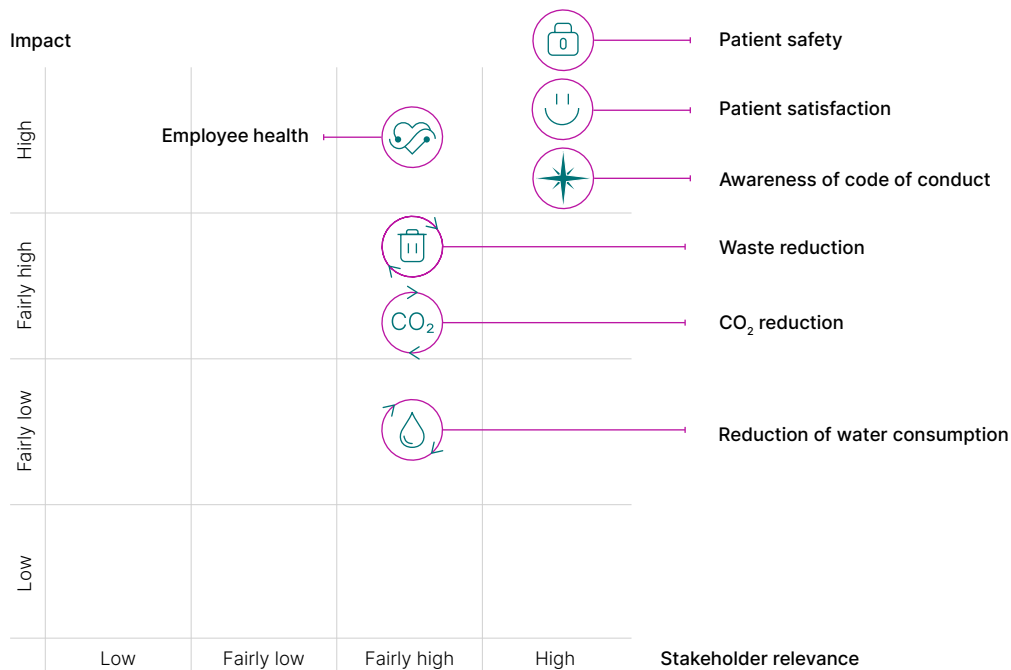 Impact
Patient safety
Patient satisfaction
High
Employee health
Awareness of code of conduct
Fairly high
Waste reduction
CO₂
CO₂ reduction
Fairly low
Reduction of water consumption
Low
Low
Fairly low
Fairly high
High
Stakeholder relevance